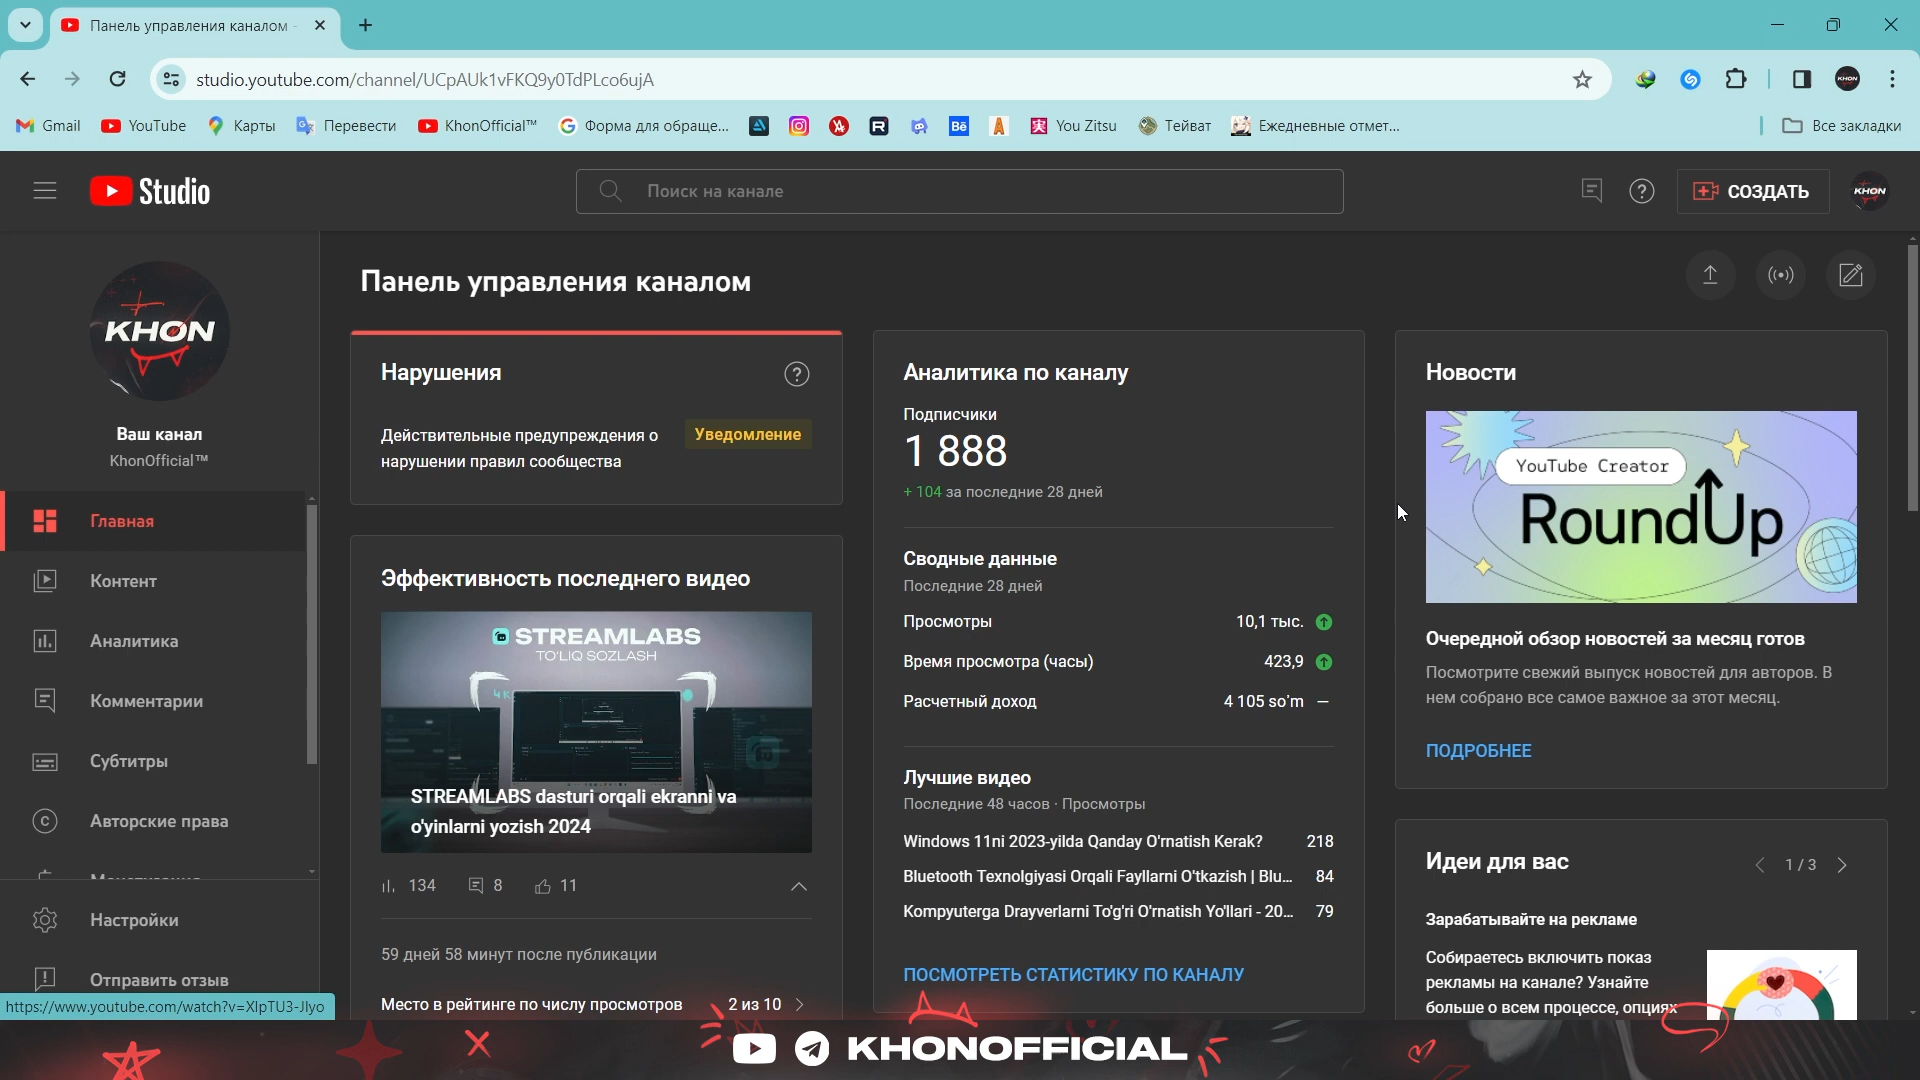 Панель управления каналом -
studio.youtube.com/channel/UCpAUk1vFKQ9y0TdPLco6ujA
Gmail
YouTube
Карты
Перевести
KhonOfficial™
Форма для обраще...
You Zitsu
Тейват
Ежедневные отмет...
Все закладки
Studio
Поиск на канале
СОЗДАТЬ
KHON
KHON
Ваш канал
KhonOfficial™
Главная
Контент
Аналитика
Комментарии
Субтитры
Авторские права
Настройки
Отправить отзыв
https://www.youtube.com/watch?v=XlpTU3-Jlyo
Панель управления каналом
Нарушения
Действительные предупреждения о
нарушении правил сообщества
Уведомление
Эффективность последнего видео
STREAMLABS
TO'LIQ SOZLASH
4K
STREAMLABS dasturi orqali ekranni va
o'yinlarni yozish 2024
134
8
11
59 дней 58 минут после публикации
Место в рейтинге по числу просмотров 2 из 10
Аналитика по каналу
Подписчики
1 888
+ 104 за последние 28 дней
Сводные данные
Последние 28 дней
Просмотры 10,1 тыс.
Время просмотра (часы) 423,9
Расчетный доход 4 105 so'm —
Лучшие видео
Последние 48 часов · Просмотры
Windows 11ni 2023-yilda Qanday O'rnatish Kerak? 218
Bluetooth Texnolgiyasi Orqali Fayllarni O'tkazish | Blu... 84
Kompyuterga Drayverlarni To'g'ri O'rnatish Yo'llari - 20... 79
ПОСМОТРЕТЬ СТАТИСТИКУ ПО КАНАЛУ
Новости
YouTube Creator
RoundUp
Очередной обзор новостей за месяц готов
Посмотрите свежий выпуск новостей для авторов. В
нем собрано все самое важное за этот месяц.
ПОДРОБНЕЕ
Идеи для вас
1 / 3
Зарабатывайте на рекламе
Собираетесь включить показ
рекламы на канале? Узнайте
больше о всем процессе, опциях
KHONOFFICIAL